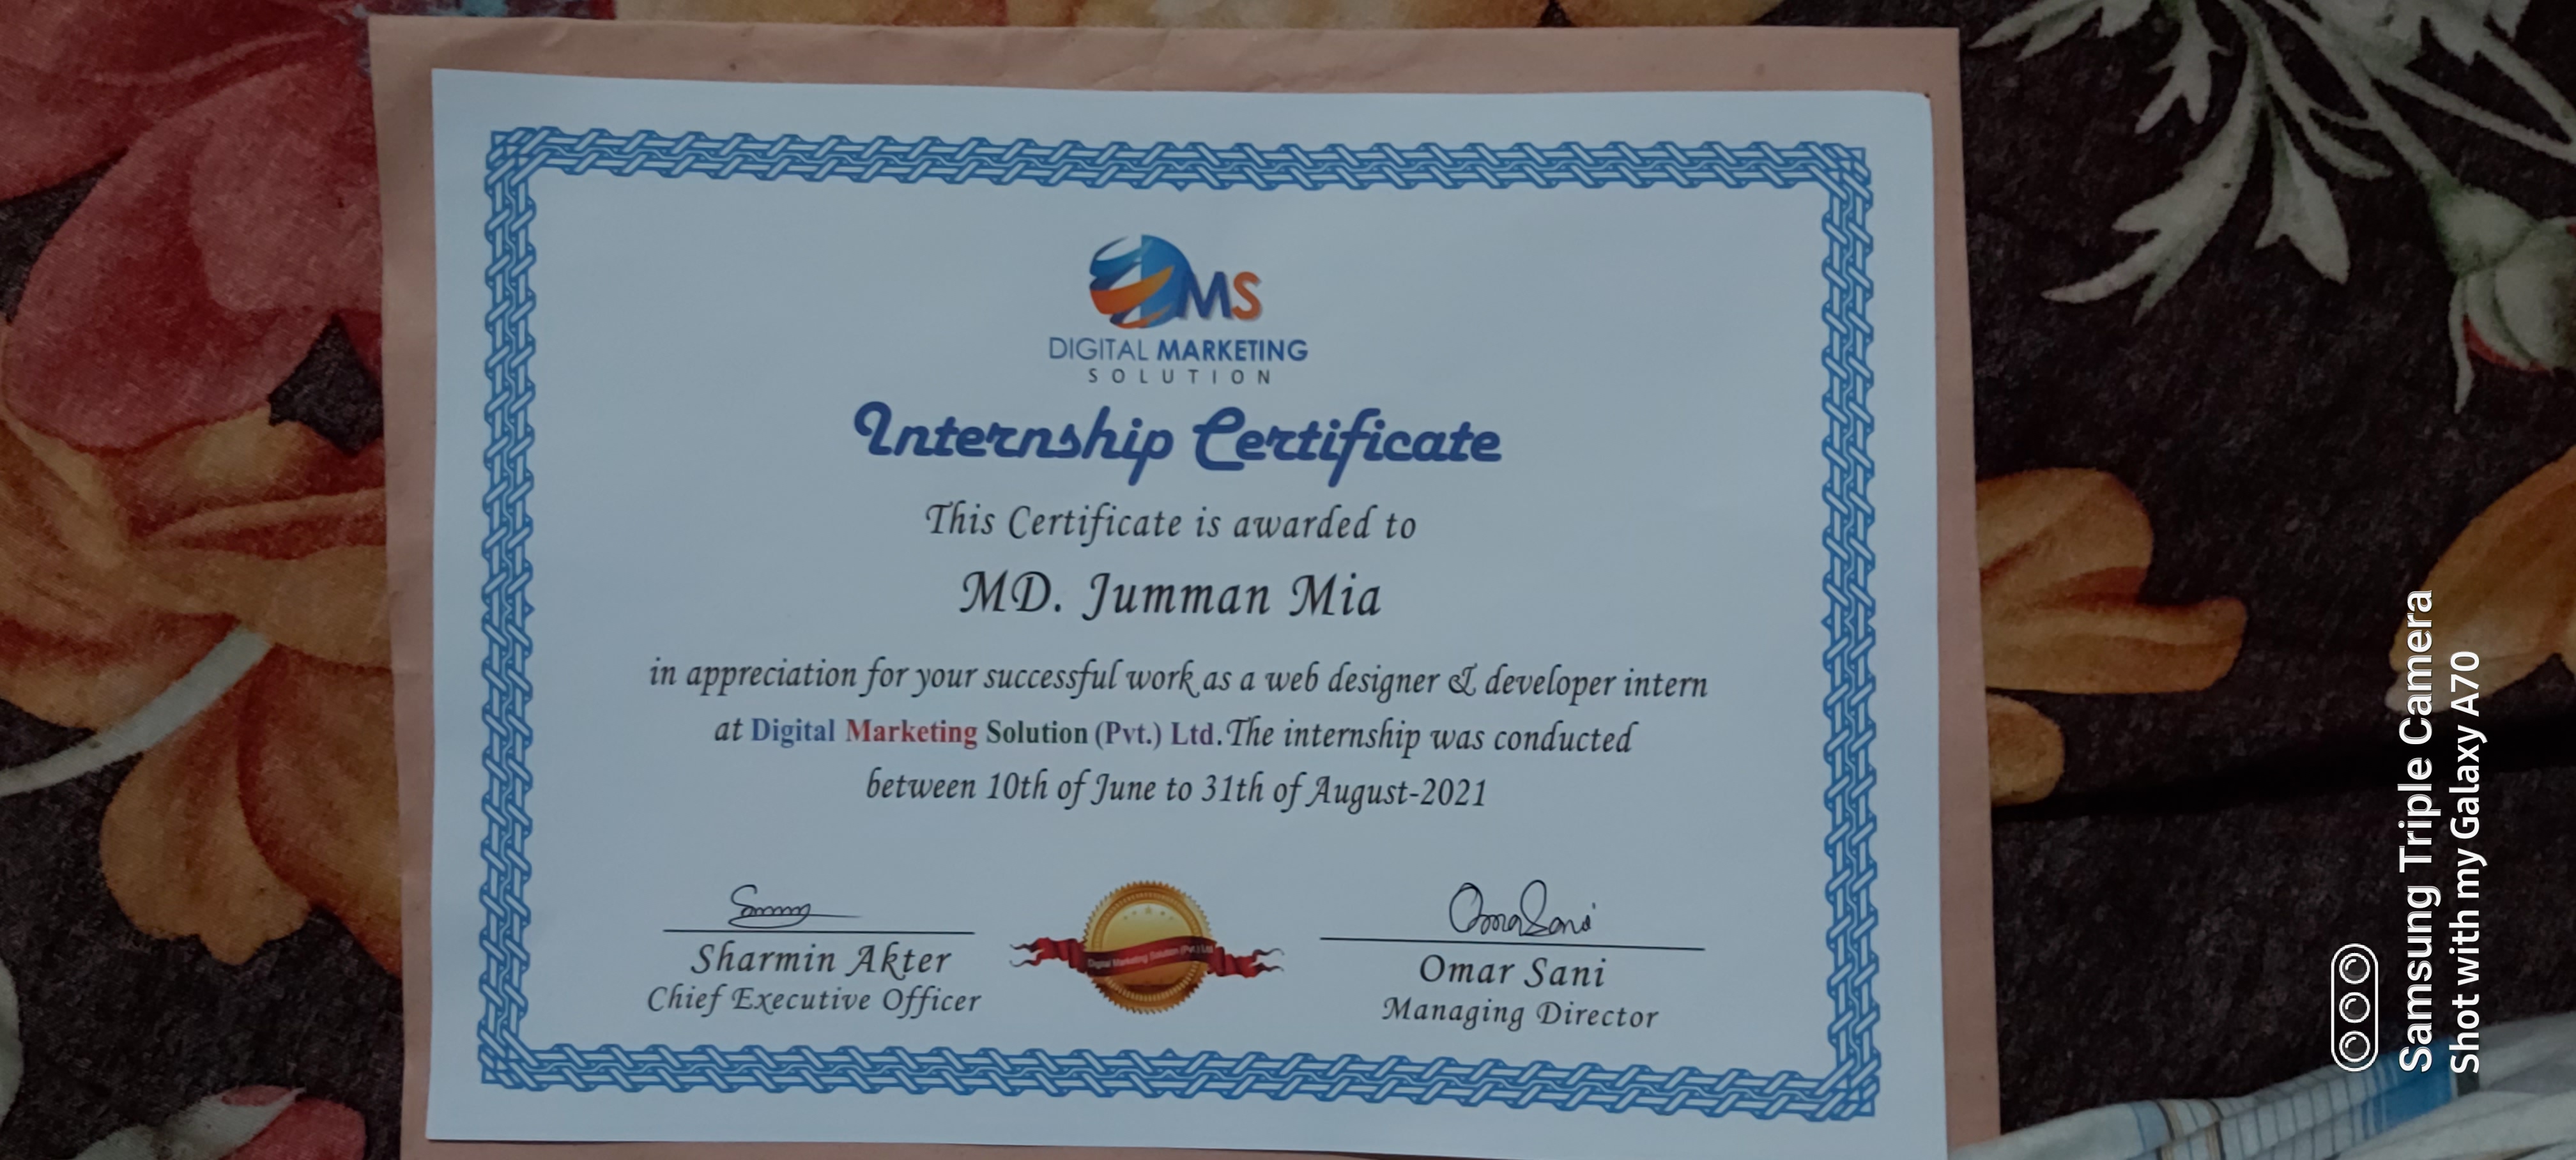 DMS
DIGITAL MARKETING
SOLUTION
Internship Certificate
This Certificate is awarded to
MD. Jumman Mia
in appreciation for your successful work as a web designer & developer intern
at Digital Marketing Solution (Pvt.) Ltd.The internship was conducted
between 10th of June to 31th of August-2021
Omar Sani
Sharmin Akter
Chief Executive Officer
Omar Sani
Managing Director
Samsung Triple Camera
Shot with my Galaxy A70